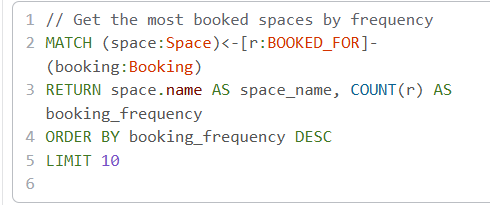 1 // Get the most booked spaces by frequency
2 MATCH (space:Space)<-[r:BOOKED_FOR]-
(booking:Booking)
3 RETURN space.name AS space_name, COUNT(r) AS
booking_frequency
4 ORDER BY booking_frequency DESC
5 LIMIT 10
6